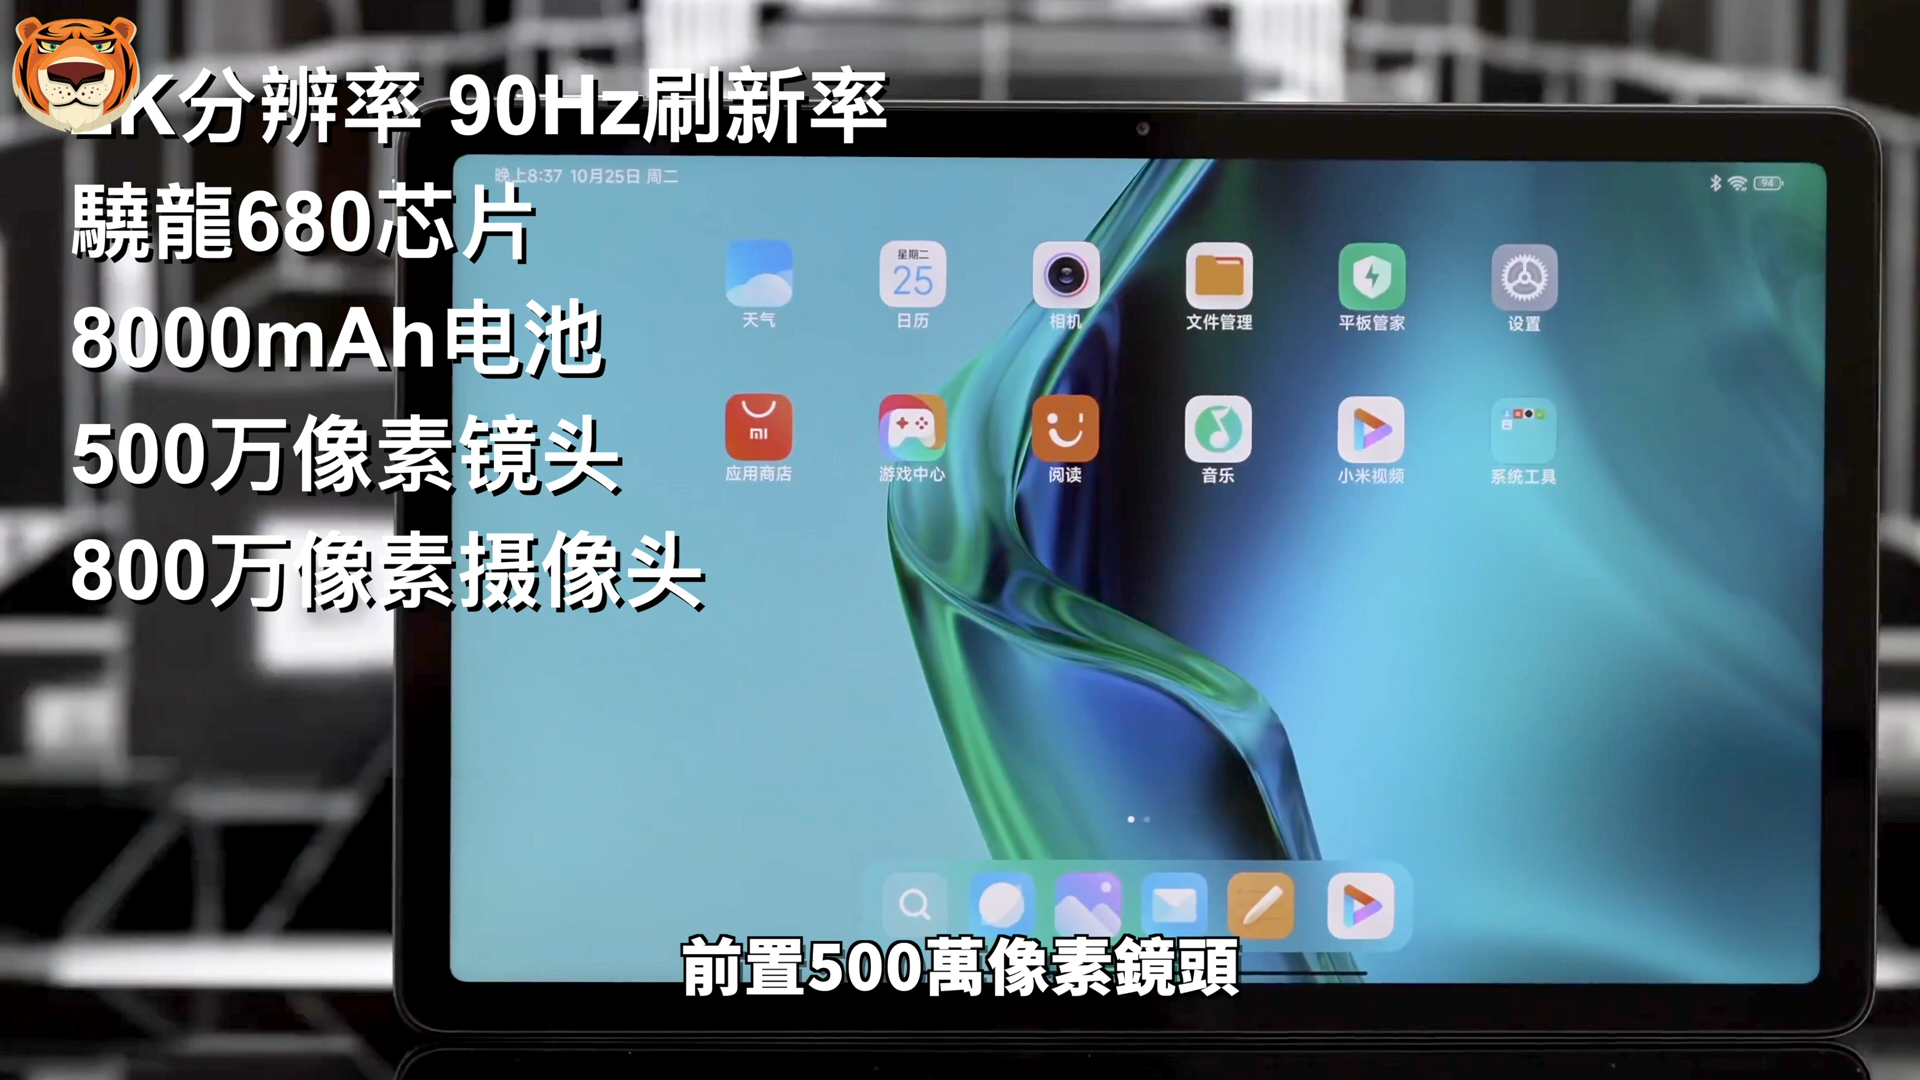 K分辨率 90Hz刷新率
驍龍680芯片
8000mAh电池
500万像素镜头
800万像素摄像头
晚上8:37 10月25日 周二
94
星期二
25
天气 日历 相机 文件管理 平板管家 设置
mi
应用商店 游戏中心 阅读 音乐 小米视频 系统工具
前置500萬像素鏡頭